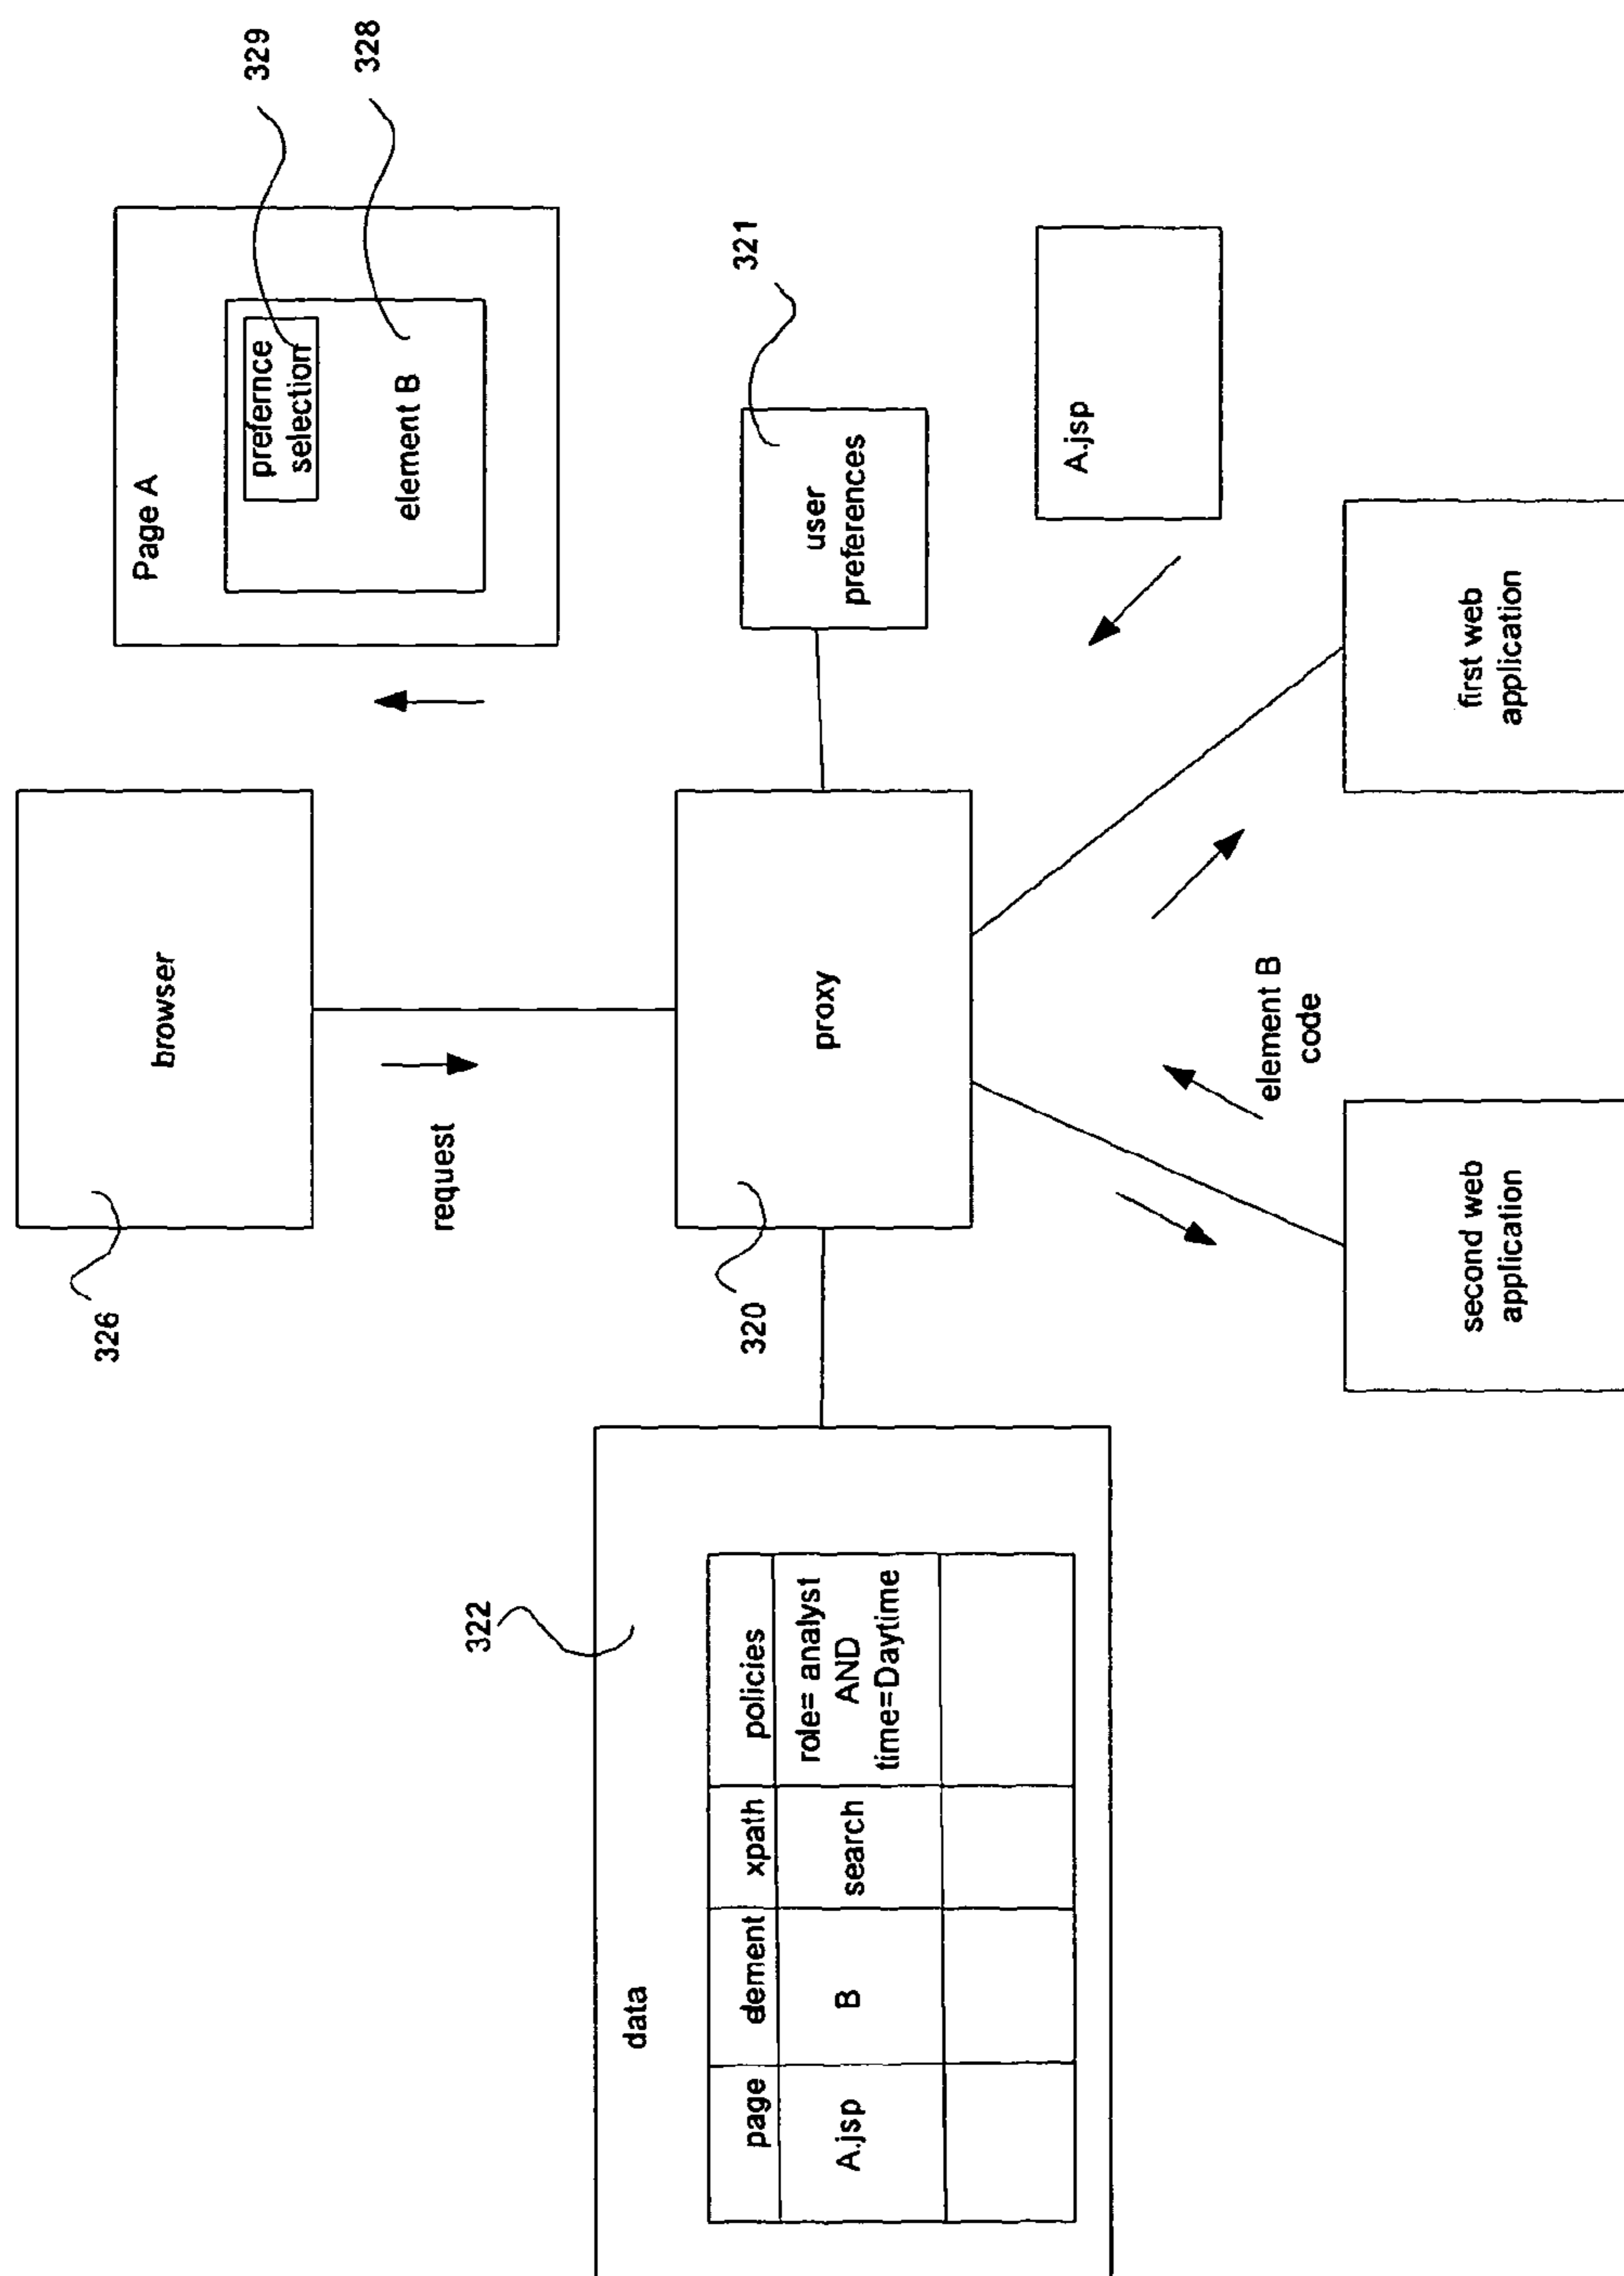 326
browser
request
Page A
prefernce
selection
element B
329
328
322
data
page
element
xpath
policies
A.jsp
B
search
role= analyst
AND
time=Daytime
320
proxy
user
preferences
321
A.jsp
element B
code
second web
application
first web
application